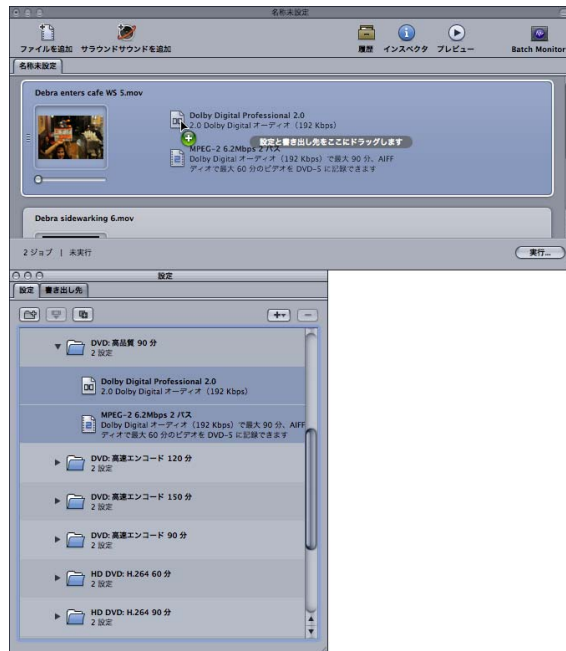 名称未設定
ファイルを追加 サラウンドサウンドを追加 履歴 インスペクタ プレビュー Batch Monitor
名称未設定
Debra enters cafe WS 5.mov
Dolby Digital Professional 2.0
2.0 Dolby Digital オーディオ (192 Kbps)
設定と書き出し先をここにドラッグします
MPEG-2 6.2Mbps 2 パス
Dolby Digital オーディオ (192 Kbps) で最大 90 分、AIFF
ディオで最大 60 分のビデオを DVD-5 に記録できます
Debra sidewarking 6.mov
2 ジョブ | 未実行 実行...
設定
設定 書き出し先
DVD: 高品質 90 分
2 設定
Dolby Digital Professional 2.0
2.0 Dolby Digital オーディオ (192 Kbps)
MPEG-2 6.2Mbps 2 パス
Dolby Digital オーディオ (192 Kbps) で最大 90 分、AIFF
ディオで最大 60 分のビデオを DVD-5 に記録できます
DVD: 高速エンコード 120 分
2 設定
DVD: 高速エンコード 150 分
2 設定
DVD: 高速エンコード 90 分
2 設定
HD DVD: H.264 60 分
2 設定
HD DVD: H.264 90 分
2 設定